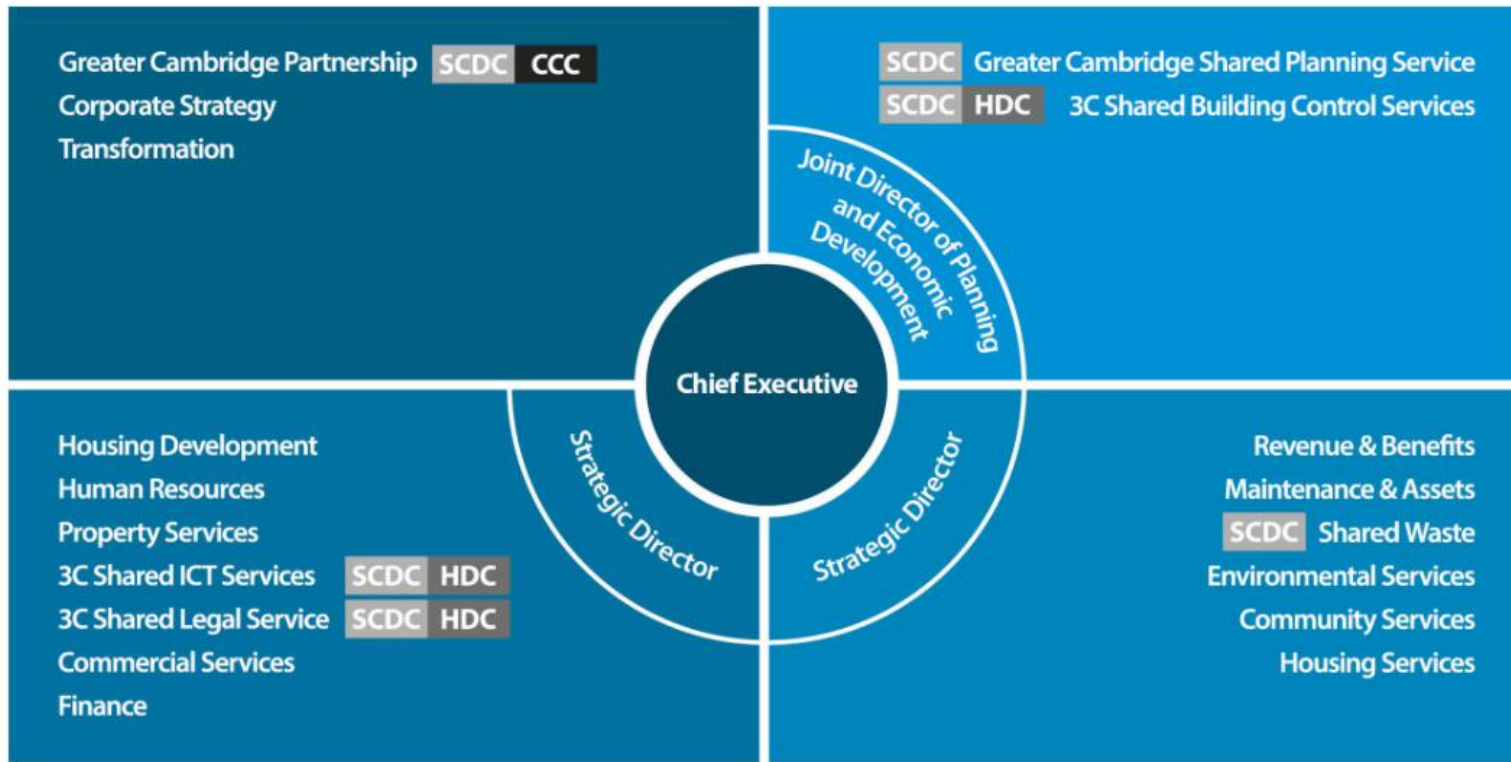 Greater Cambridge Partnership SCDC CCC
Corporate Strategy
Transformation
SCDC Greater Cambridge Shared Planning Service
SCDC HDC 3C Shared Building Control Services
Joint Director of Planning
and Economic
Development
Chief Executive
Housing Development
Human Resources
Property Services
3C Shared ICT Services SCDC HDC
3C Shared Legal Service SCDC HDC
Commercial Services
Finance
Strategic Director
Strategic Director
Revenue & Benefits
Maintenance & Assets
SCDC Shared Waste
Environmental Services
Community Services
Housing Services